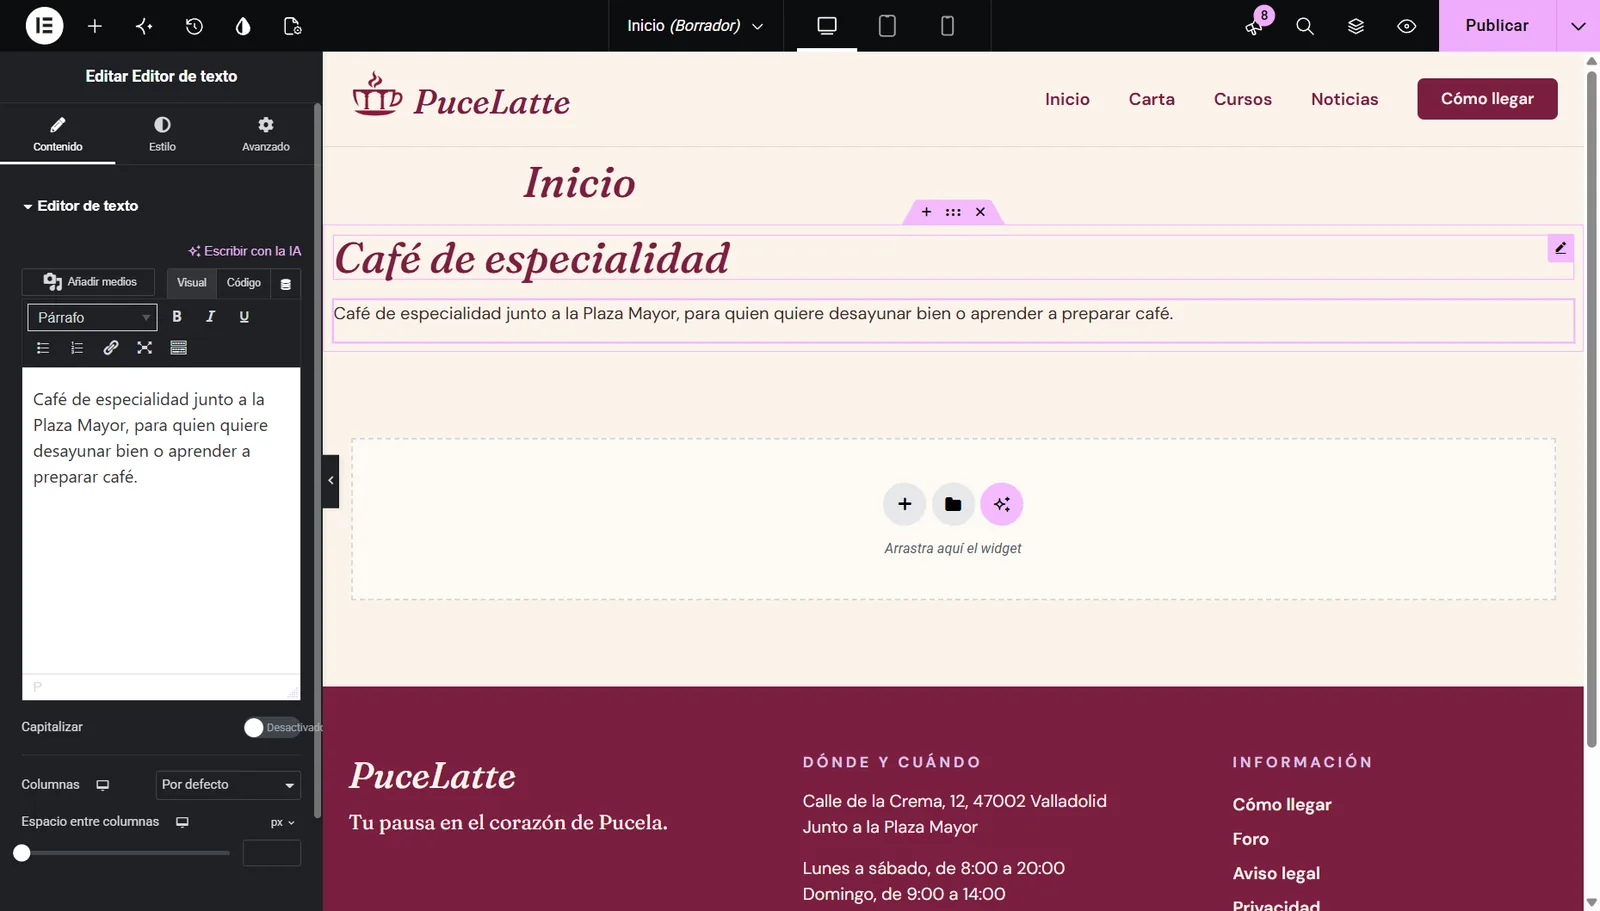 Inicio (Borrador)
8
Publicar
Editar Editor de texto
Contenido
Estilo
Avanzado
Editor de texto
Escribir con la IA
Añadir medios
Visual
Código
Párrafo
B I U
Café de especialidad junto a la
Plaza Mayor, para quien quiere
desayunar bien o aprender a
preparar café.
P
Capitalizar
Desactivado
Columnas
Por defecto
Espacio entre columnas
px
PuceLatte
Inicio
Carta
Cursos
Noticias
Cómo llegar
Inicio
Café de especialidad
Café de especialidad junto a la Plaza Mayor, para quien quiere desayunar bien o aprender a preparar café.
Arrastra aquí el widget
PuceLatte
Tu pausa en el corazón de Pucela.
DÓNDE Y CUÁNDO
Calle de la Crema, 12, 47002 Valladolid
Junto a la Plaza Mayor
Lunes a sábado, de 8:00 a 20:00
Domingo, de 9:00 a 14:00
INFORMACIÓN
Cómo llegar
Foro
Aviso legal
Privacidad